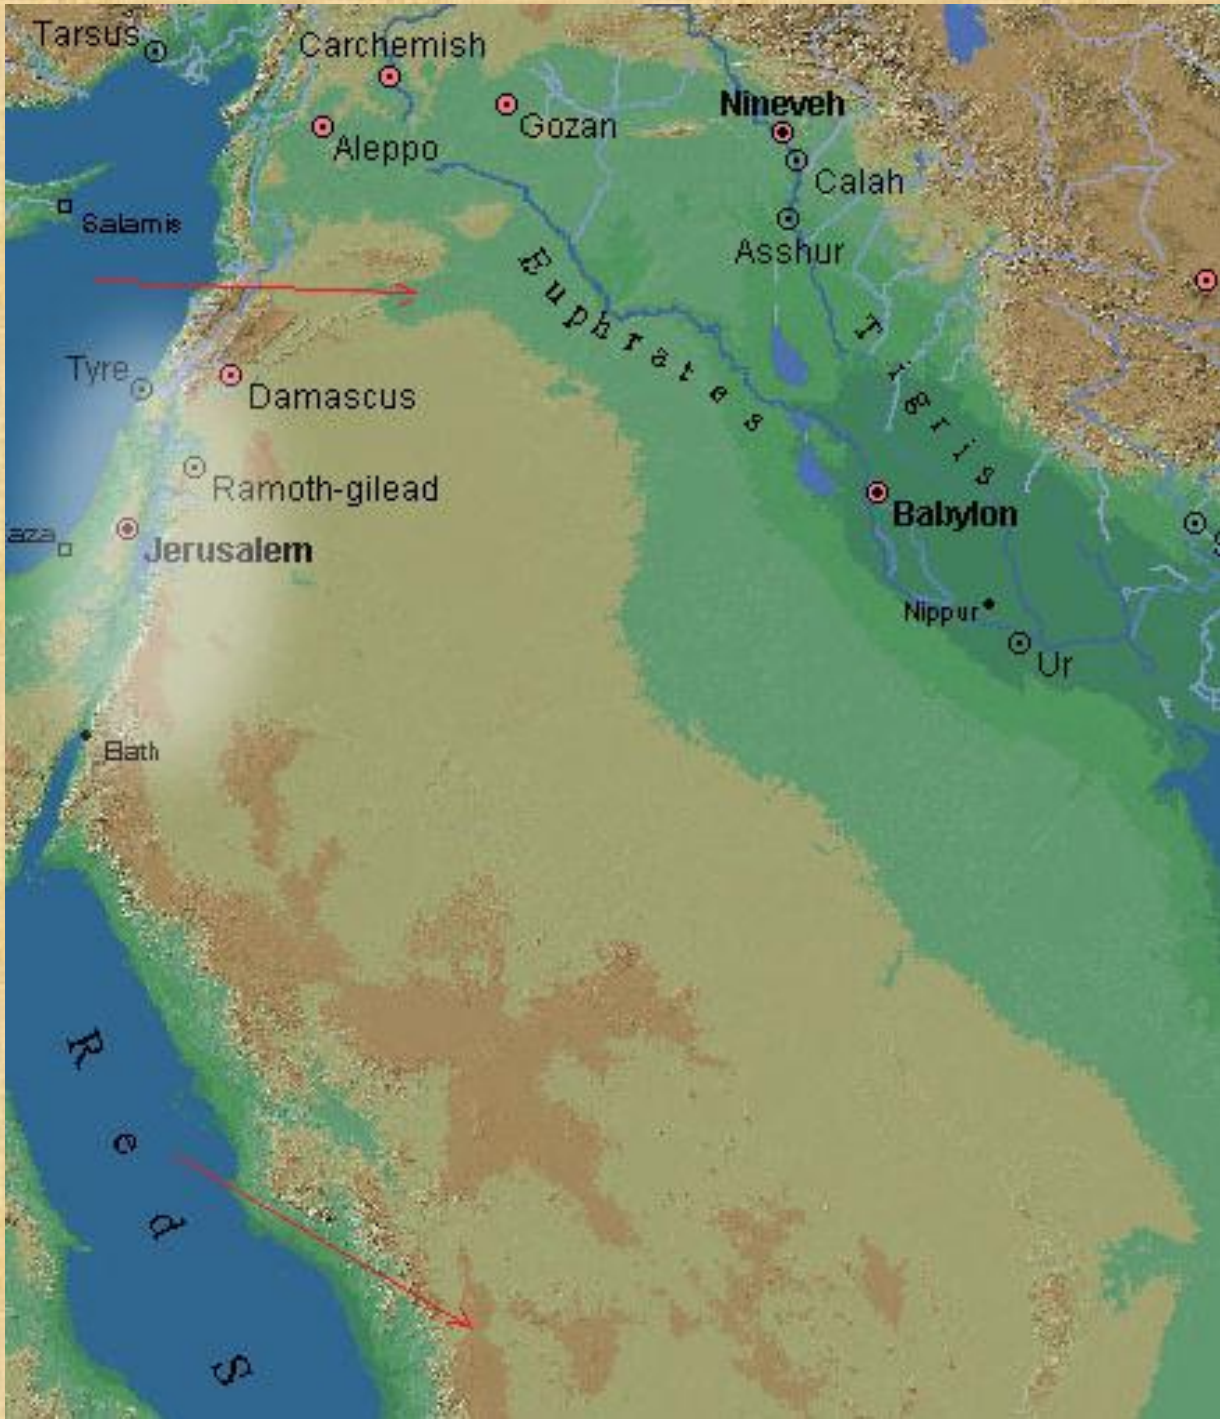 Tarsus
Carchemish
Nineveh
Gozan
Aleppo
Calah
Salamis
Asshur
Euphrates
Tigris
Tyre
Damascus
Ramoth-gilead
Babylon
aza
Jerusalem
Nippur
Ur
Elath
Red S